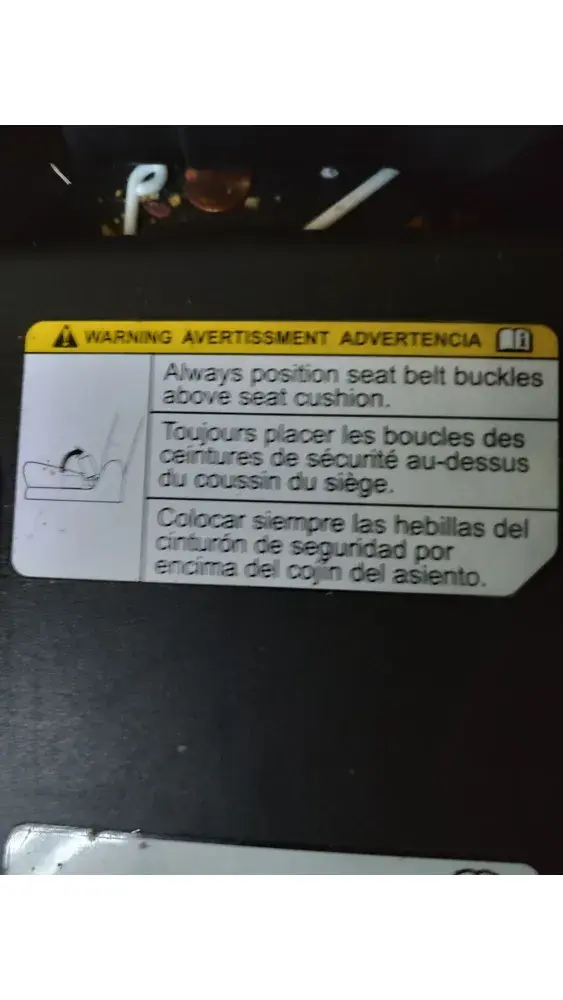 WARNING AVERTISSMENT ADVERTENCIA
Always position seat belt buckles
above seat cushion.
Toujours placer les boucles des
ceintures de sécurité au-dessus
du coussin du siège.
Colocar siempre las hebillas del
cinturón de seguridad por
encima del cojín del asiento.